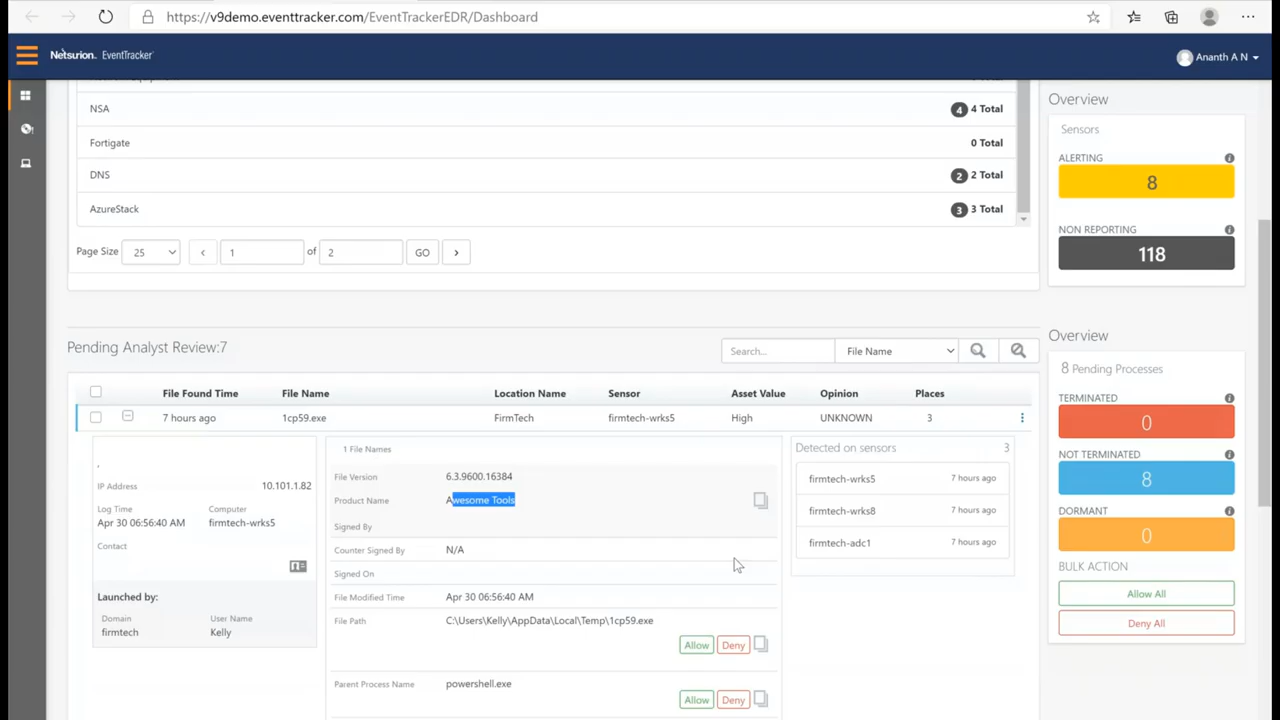 https://v9demo.eventtracker.com/EventTrackerEDR/Dashboard
Netsurion. EventTracker
Ananth A N
NSA 4 4 Total
Fortigate 0 Total
DNS 2 2 Total
AzureStack 3 3 Total
Page Size 25 < 1 of 2 GO >
Overview
Sensors
ALERTING
8
NON REPORTING
118
Pending Analyst Review:7
Search... File Name
File Found Time File Name Location Name Sensor Asset Value Opinion Places
7 hours ago 1cp59.exe FirmTech firmtech-wrks5 High UNKNOWN 3
,
IP Address 10.101.1.82
Log Time Computer
Apr 30 06:56:40 AM firmtech-wrks5
Contact
Launched by:
Domain User Name
firmtech Kelly
1 File Names
File Version 6.3.9600.16384
Product Name Awesome Tools
Signed By
Counter Signed By N/A
Signed On
File Modified Time Apr 30 06:56:40 AM
File Path C:\Users\Kelly\AppData\Local\Temp\1cp59.exe
Allow Deny
Parent Process Name powershell.exe
Allow Deny
Detected on sensors 3
firmtech-wrks5 7 hours ago
firmtech-wrks8 7 hours ago
firmtech-adc1 7 hours ago
Overview
8 Pending Processes
TERMINATED
0
NOT TERMINATED
8
DORMANT
0
BULK ACTION
Allow All
Deny All